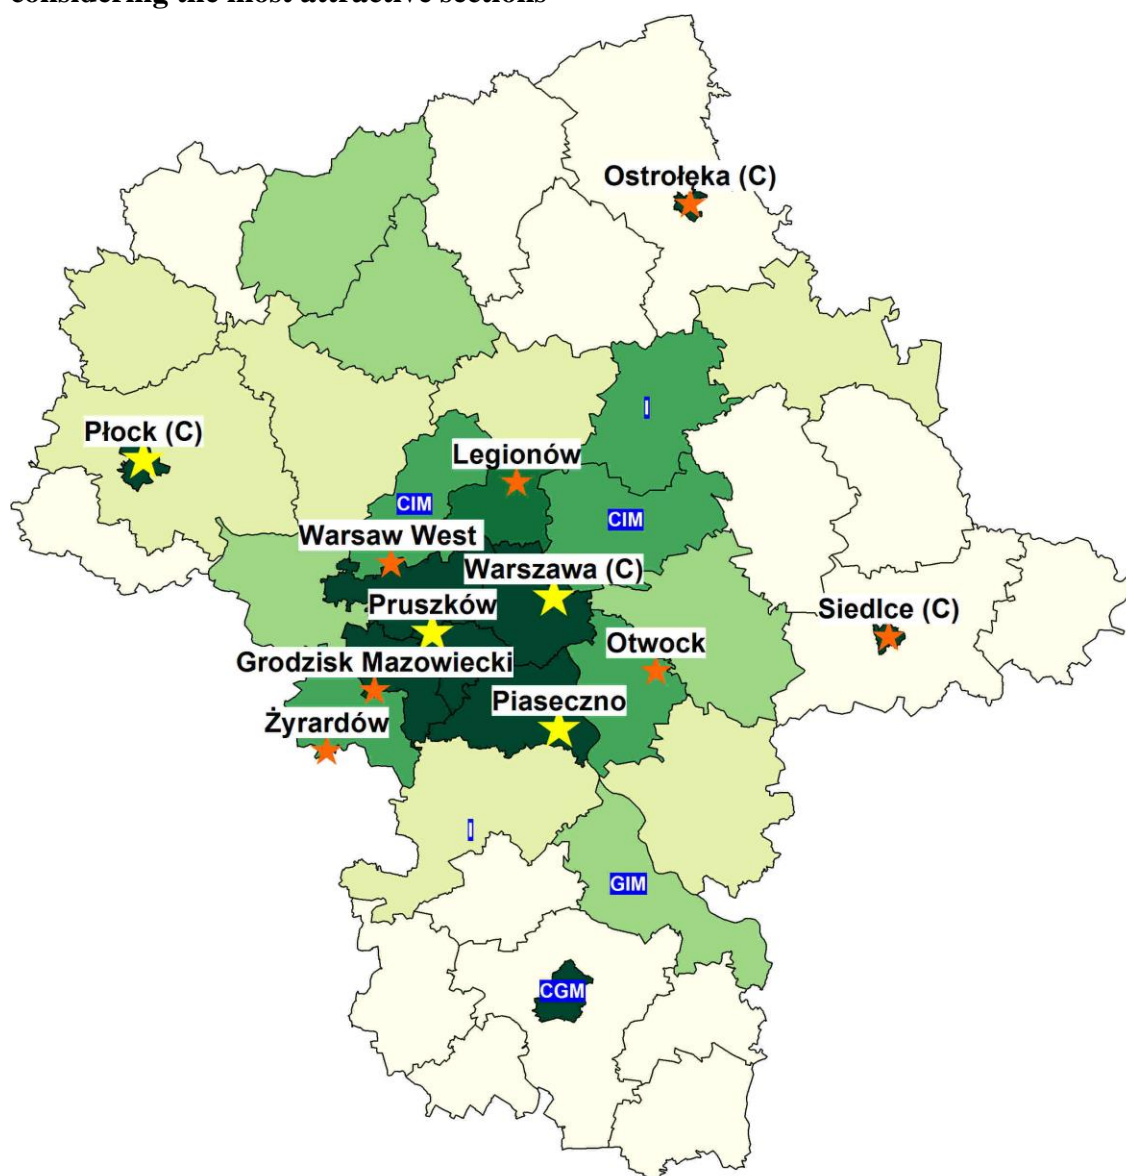 considering the most attractive sections
Ostrołęka (C)
I
Płock (C)
Legionów
CIM
CIM
Warsaw West
Warszawa (C)
Pruszków
Siedlce (C)
Grodzisk Mazowiecki
Otwock
Piaseczno
Żyrardów
I
GIM
CGM